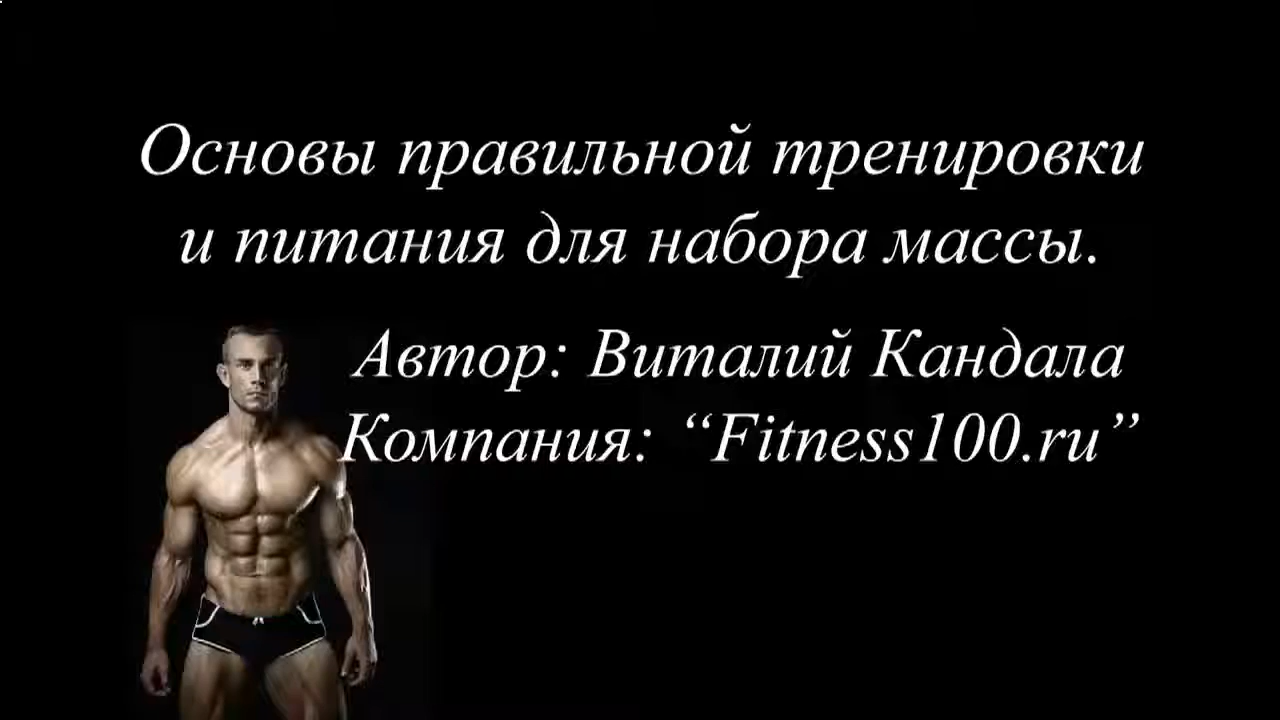 Основы правильной тренировки
и питания для набора массы.
Автор: Виталий Кандала
Компания: “Fitness100.ru”